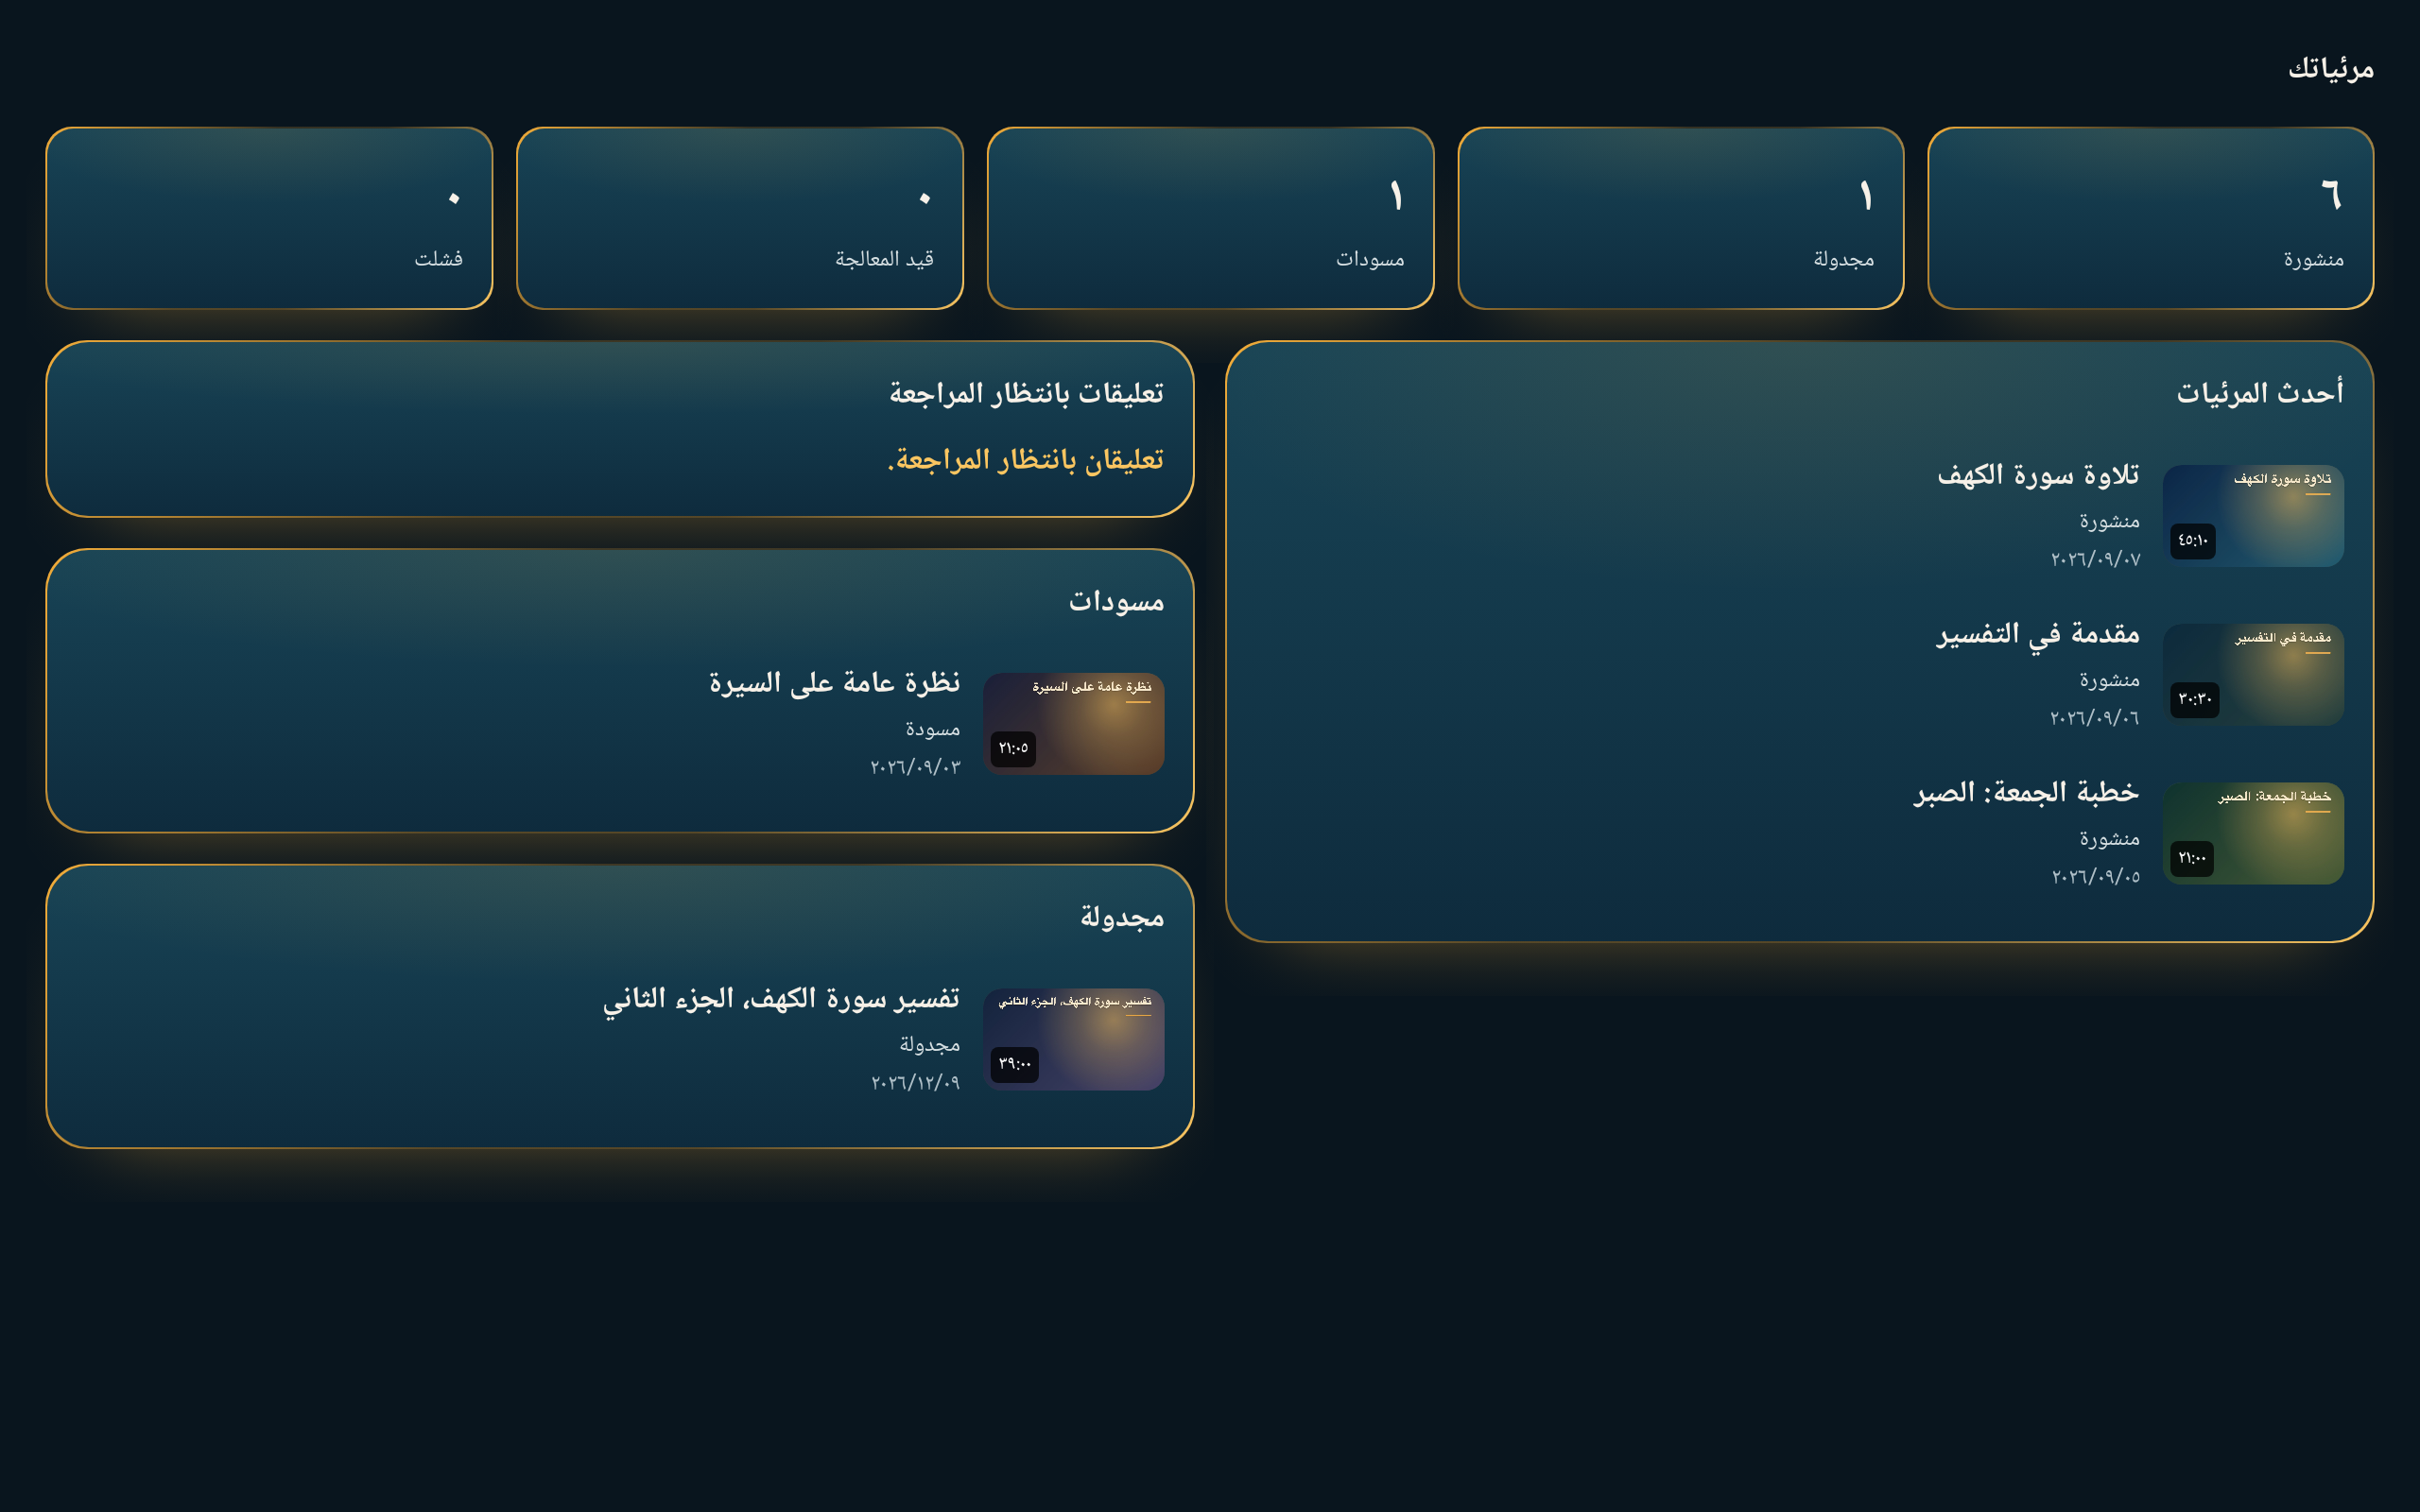 مرئياتك
٦
منشورة
١
مجدولة
١
مسودات
٠
قيد المعالجة
٠
فشلت
أحدث المرئيات
تلاوة سورة الكهف
٤٥:١٠
تلاوة سورة الكهف
منشورة
٢٠٢٦/٠٩/٠٧
مقدمة في التفسير
٣٠:٣٠
مقدمة في التفسير
منشورة
٢٠٢٦/٠٩/٠٦
خطبة الجمعة: الصبر
٢١:٠٠
خطبة الجمعة: الصبر
منشورة
٢٠٢٦/٠٩/٠٥
تعليقات بانتظار المراجعة
تعليقان بانتظار المراجعة.
مسودات
نظرة عامة على السيرة
٢١:٠٥
نظرة عامة على السيرة
مسودة
٢٠٢٦/٠٩/٠٣
مجدولة
تفسير سورة الكهف، الجزء الثاني
٣٩:٠٠
تفسير سورة الكهف، الجزء الثاني
مجدولة
٢٠٢٦/١٢/٠٩